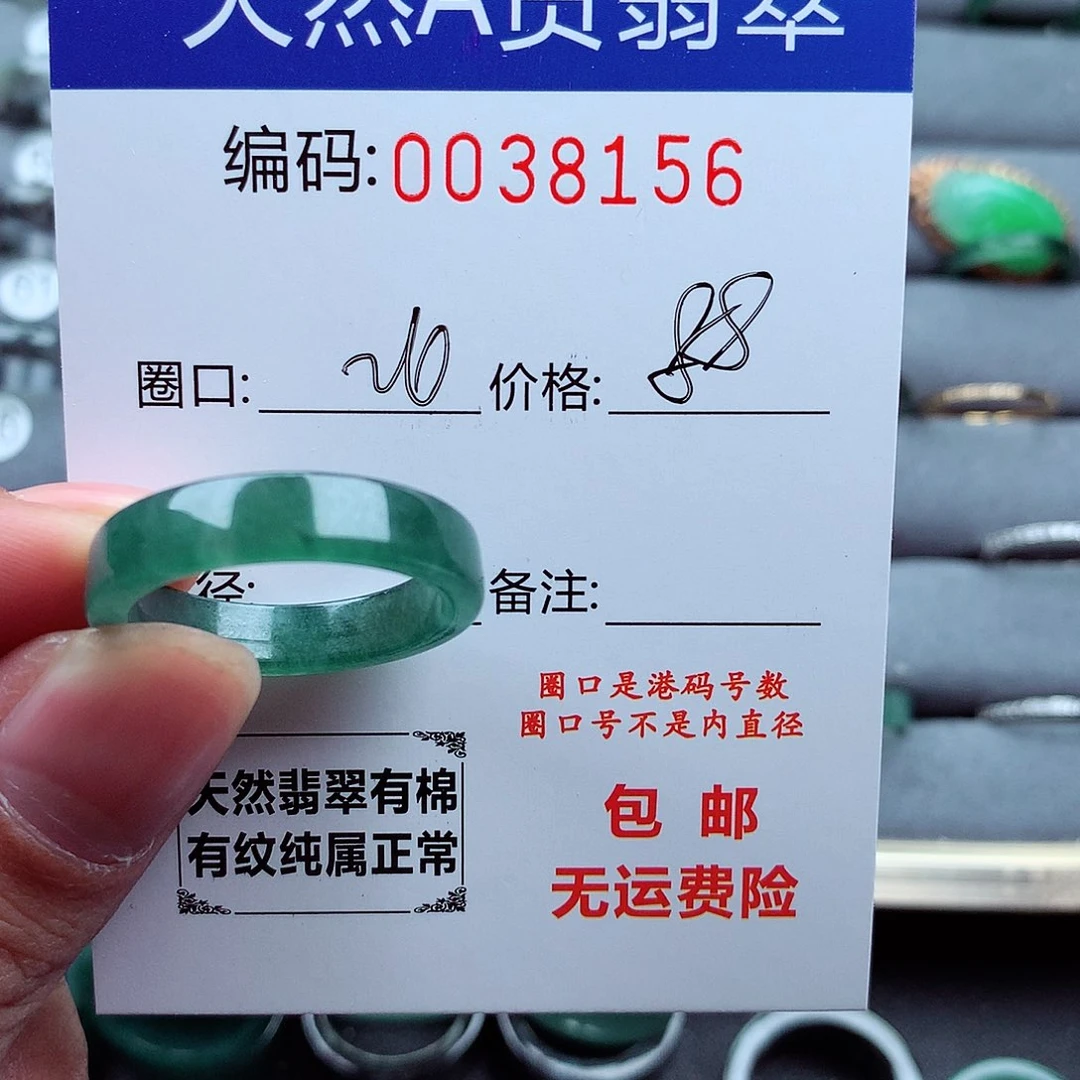 天然A货翡翠
编码:0038156
圈口: 26 价格: 88
径: 备注:
圈口是港码号数
圈口号不是内直径
天然翡翠有棉
有纹纯属正常
包 邮
无运费险